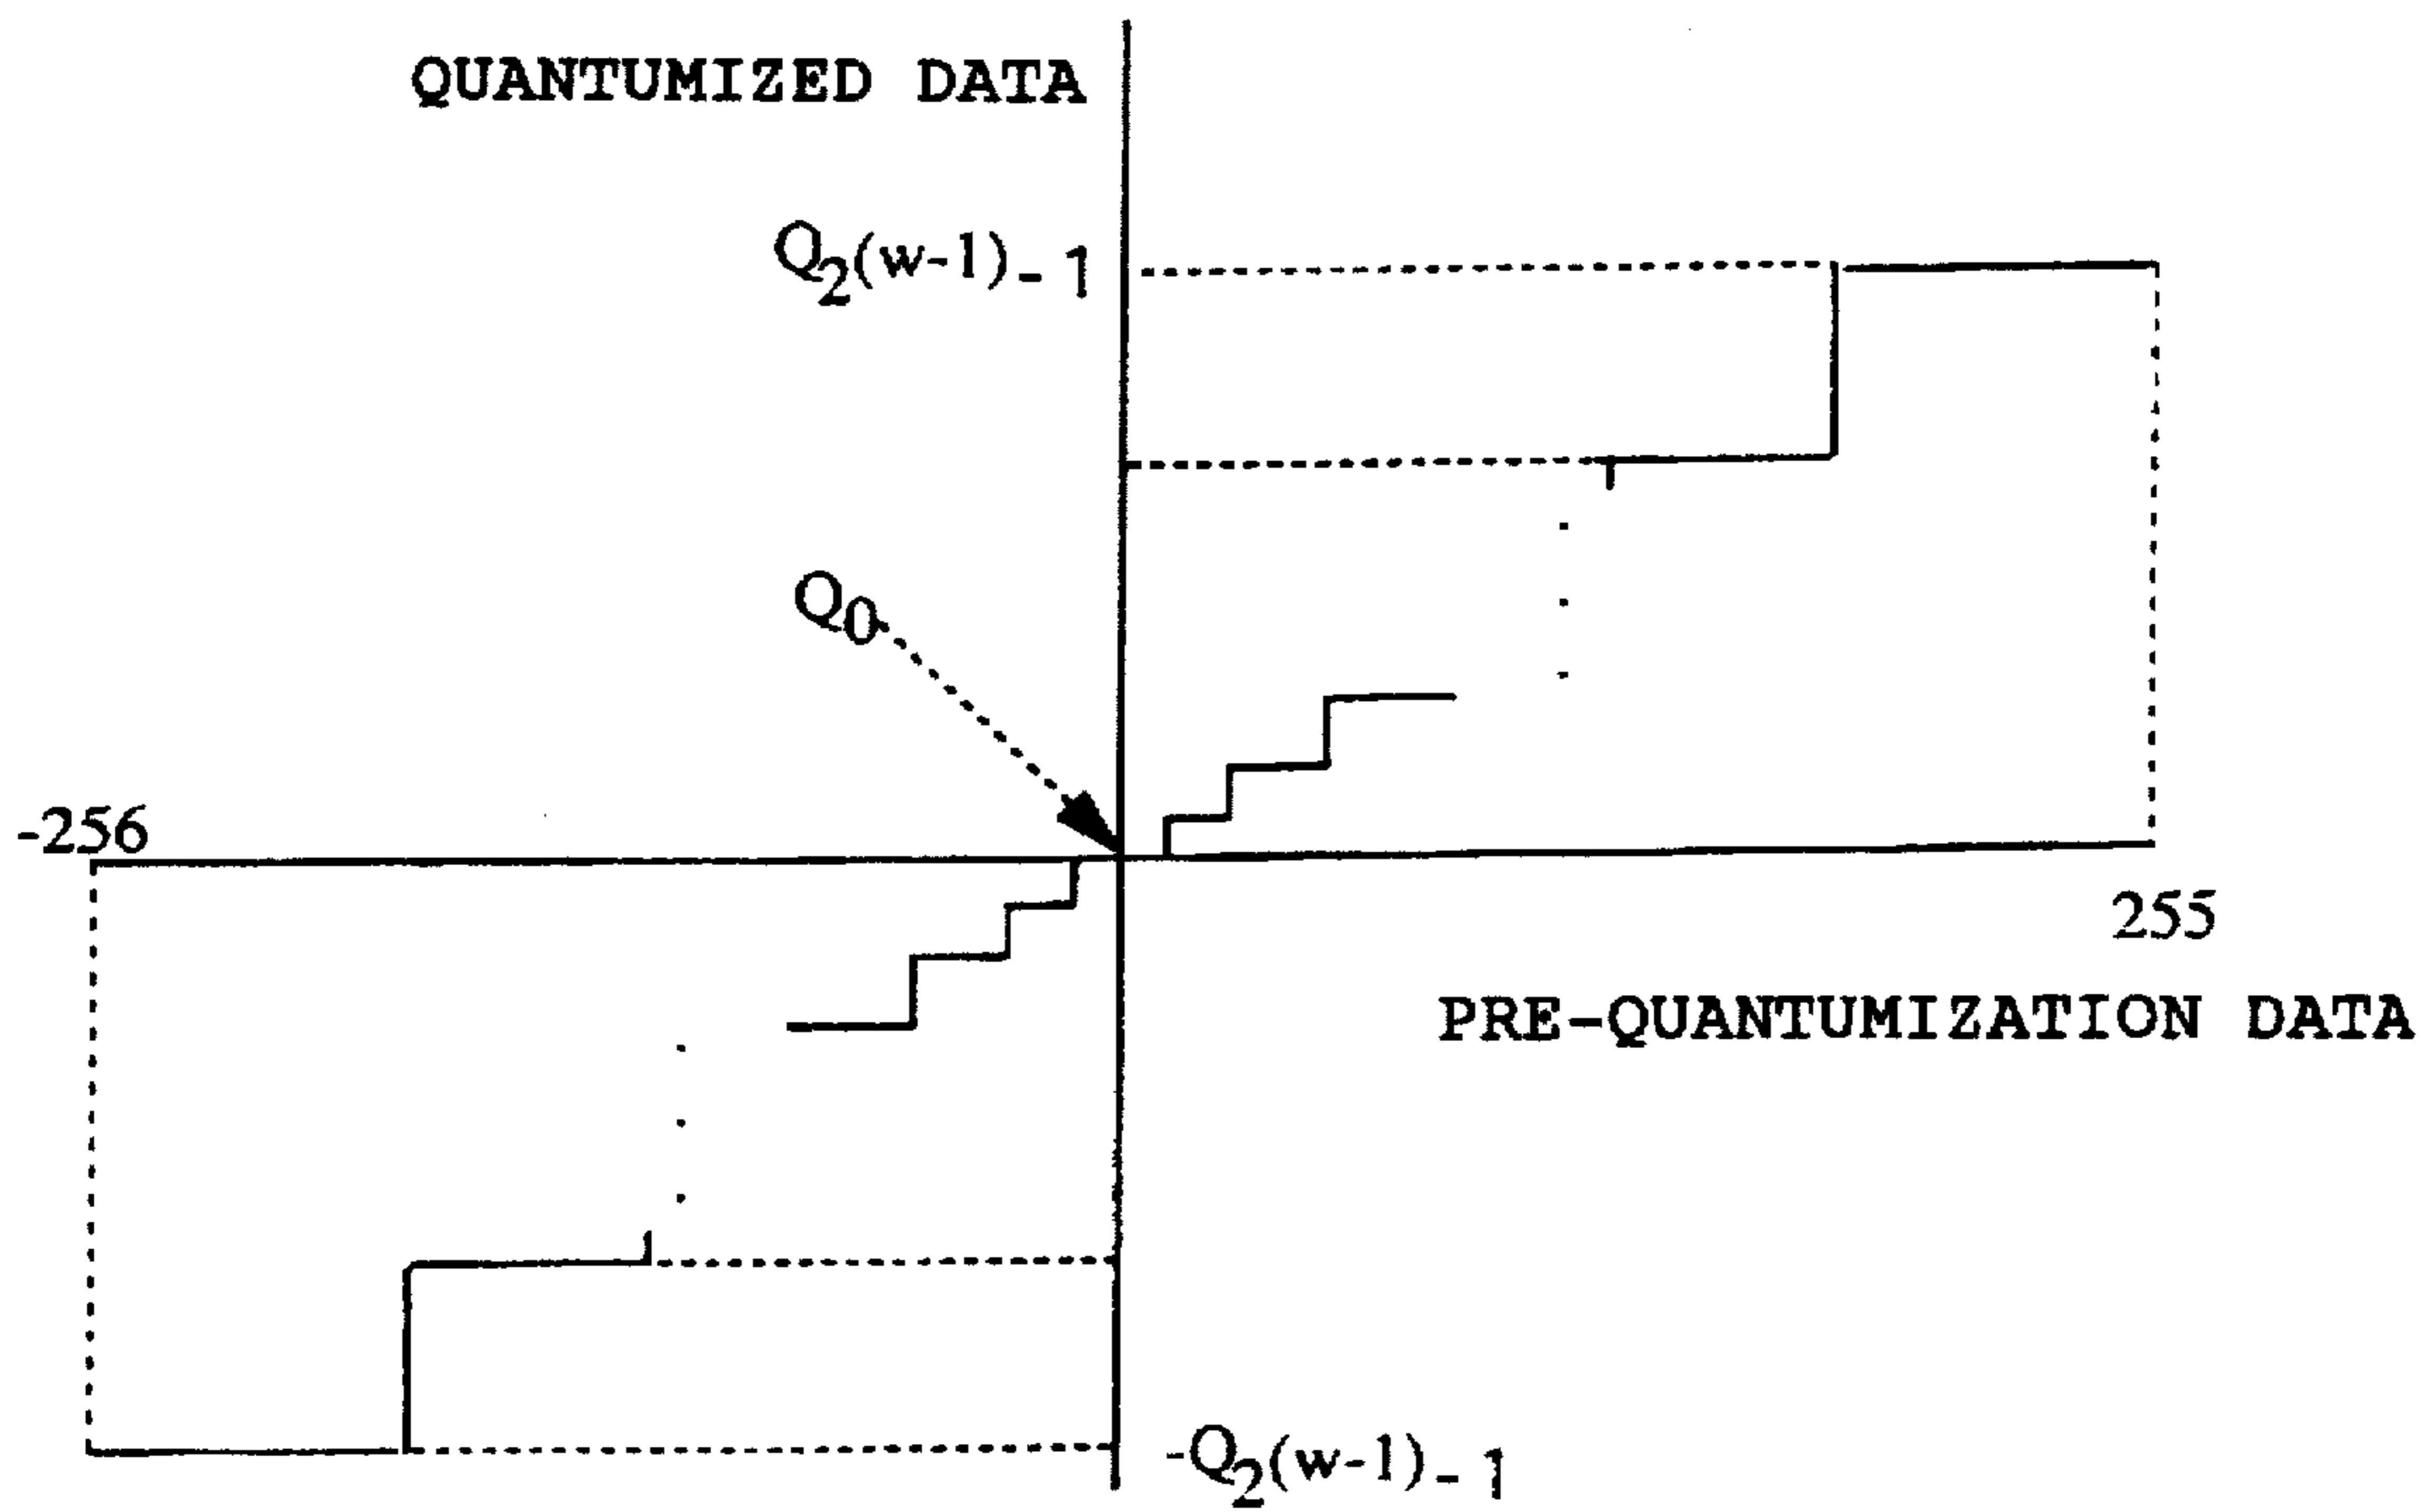 QUANTUMIZED DATA
Q2(w-1)- 1
Q0
-256
255
PRE-QUANTUMIZATION DATA
-Q2(w-1)- 1